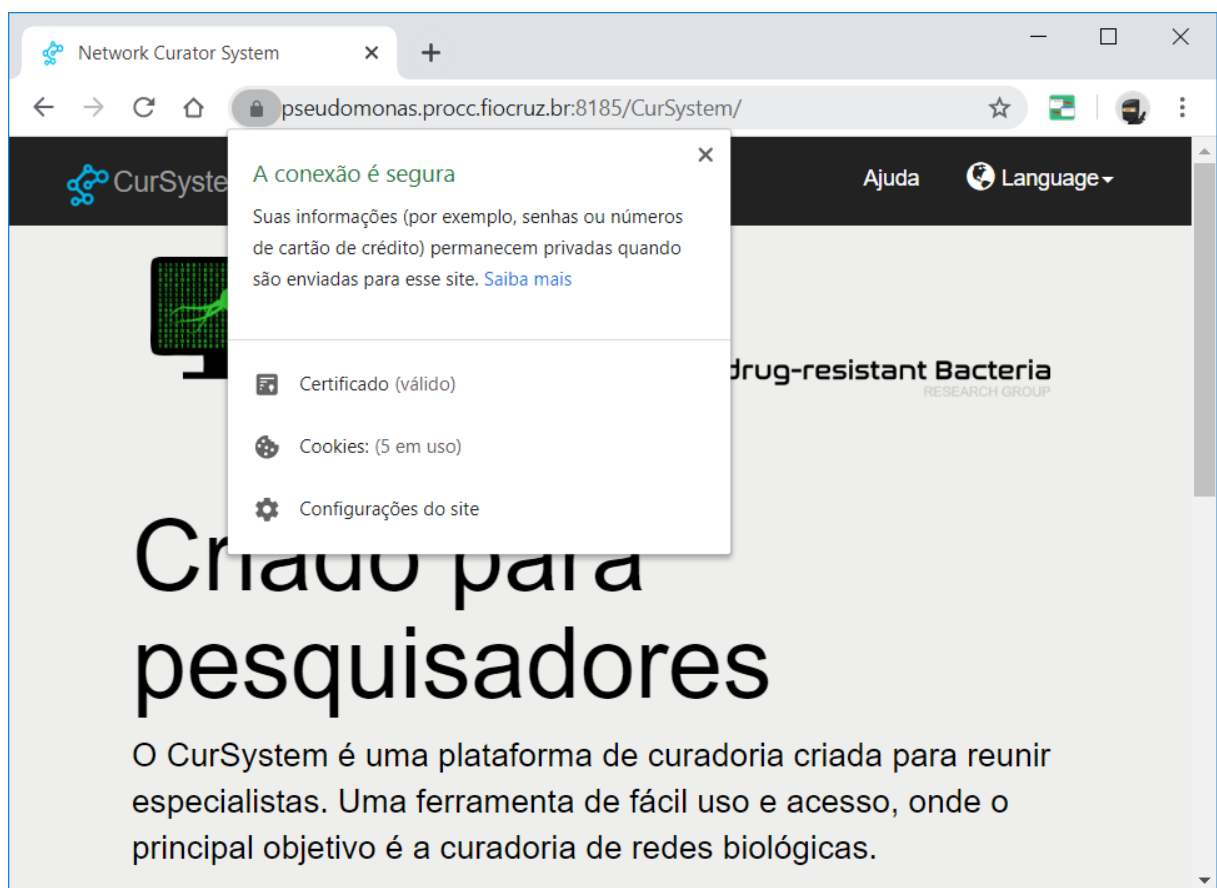 Network Curator System
pseudomonas.procc.fiocruz.br:8185/CurSystem/
CurSyste
Ajuda
Language
A conexão é segura
Suas informações (por exemplo, senhas ou números
de cartão de crédito) permanecem privadas quando
são enviadas para esse site. Saiba mais
Certificado (válido)
Cookies: (5 em uso)
Configurações do site
drug-resistant Bacteria
RESEARCH GROUP
Criado para
pesquisadores
O CurSystem é uma plataforma de curadoria criada para reunir
especialistas. Uma ferramenta de fácil uso e acesso, onde o
principal objetivo é a curadoria de redes biológicas.